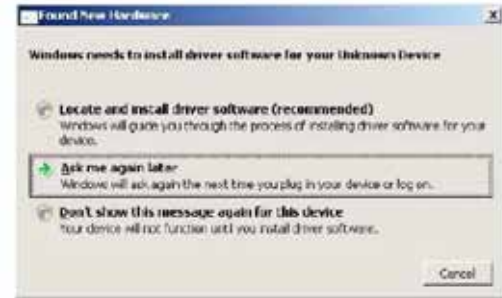 Found New Hardware
Windows needs to install driver software for your Unknown Device
Locate and install driver software (recommended)
Windows will guide you through the process of installing driver software for your
device.
Ask me again later
Windows will ask again the next time you plug in your device or log on.
Don't show this message again for this device
Your device will not function until you install driver software.
Cancel